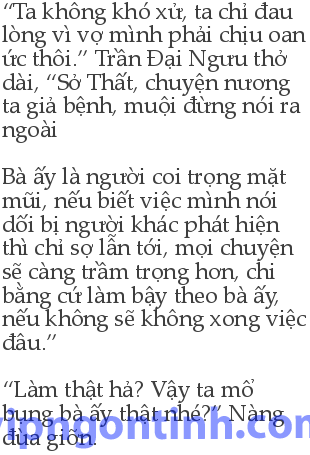 “Ta không khó xử, ta chỉ đau
lòng vì vợ mình phải chịu oan
ức thôi.” Trần Đại Ngưu thở
dài, “Sở Thất, chuyện nương
ta giả bệnh, muội đừng nói ra
ngoài
Bà ấy là người coi trọng mặt
mũi, nếu biết việc mình nói
dối bị người khác phát hiện
thì chỉ sợ lẫn tới, mọi chuyện
sẽ càng trầm trọng hơn, chi
bằng cứ làm bậy theo bà ấy,
nếu không sẽ không xong việc
đâu.”
“Làm thật hả? Vậy ta mổ
bụng bà ấy thật nhé?” Nàng
đùa giỡn.
vipngontinh.com